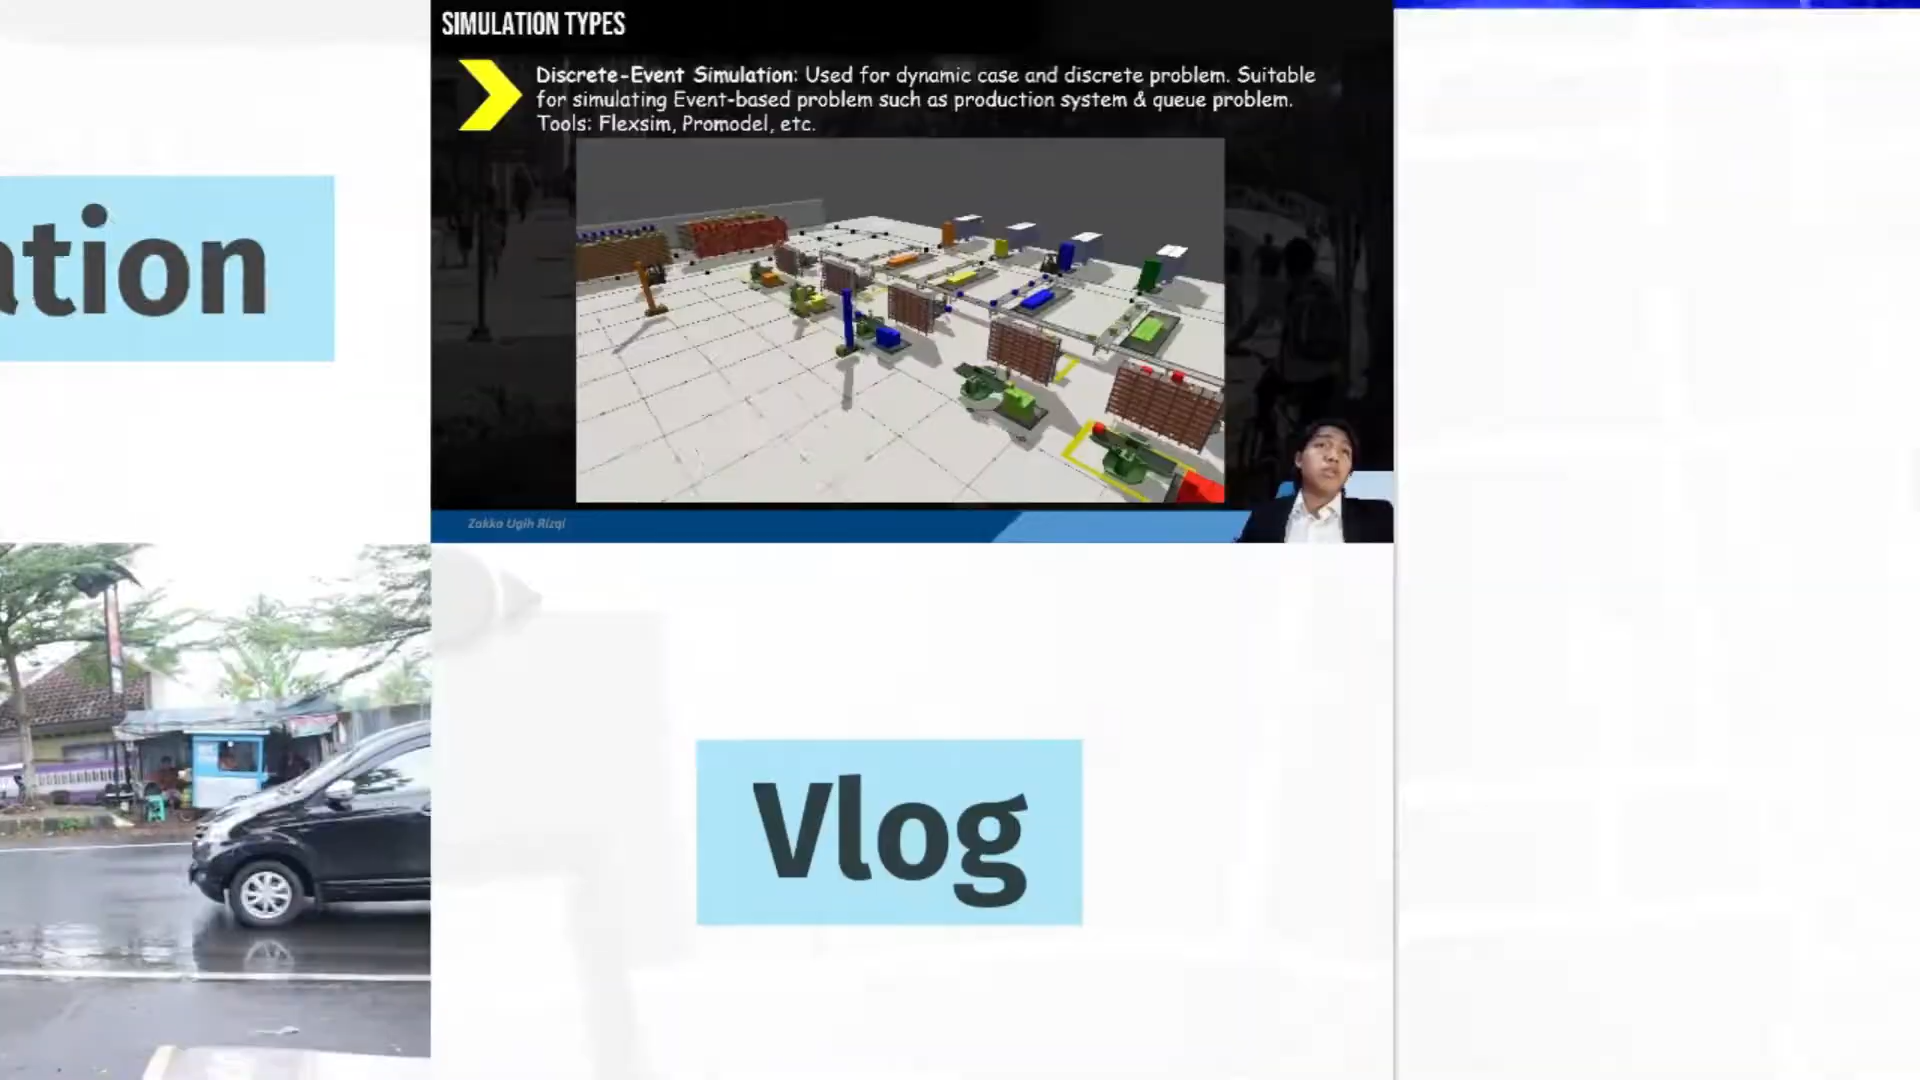 SIMULATION TYPES
Discrete-Event Simulation: Used for dynamic case and discrete problem. Suitable
for simulating Event-based problem such as production system & queue problem.
Tools: Flexsim, Promodel, etc.
ation
Zakka Ugih Rizqi
Vlog